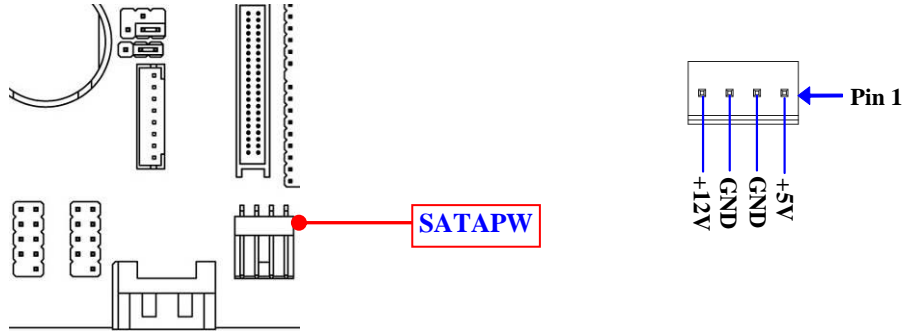 SATAPW
Pin 1
+12V
GND
GND
+5V